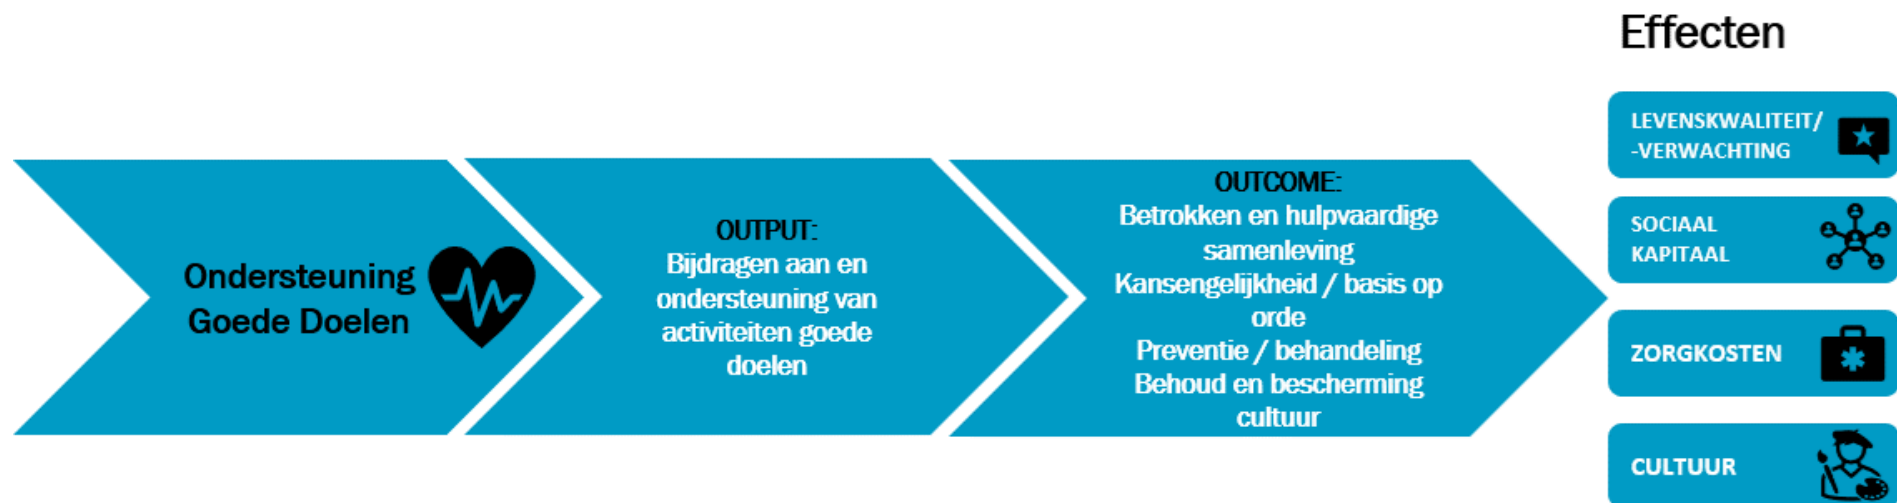 Effecten
LEVENSKWALITEIT/
-VERWACHTING
SOCIAAL
KAPITAAL
ZORGKOSTEN
CULTUUR
Ondersteuning
Goede Doelen
OUTPUT:
Bijdragen aan en
ondersteuning van
activiteiten goede
doelen
OUTCOME:
Betrokken en hulpvaardige
samenleving
Kansengelijkheid / basis op
orde
Preventie / behandeling
Behoud en bescherming
cultuur